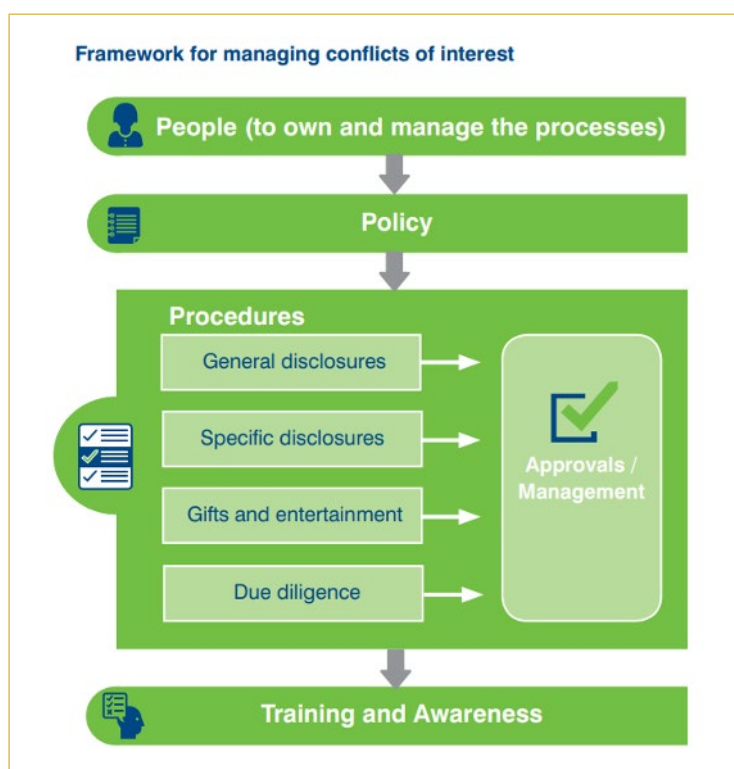 Framework for managing conflicts of interest
People (to own and manage the processes)
Policy
Procedures
General disclosures
Specific disclosures
Gifts and entertainment
Due diligence
Approvals /
Management
Training and Awareness